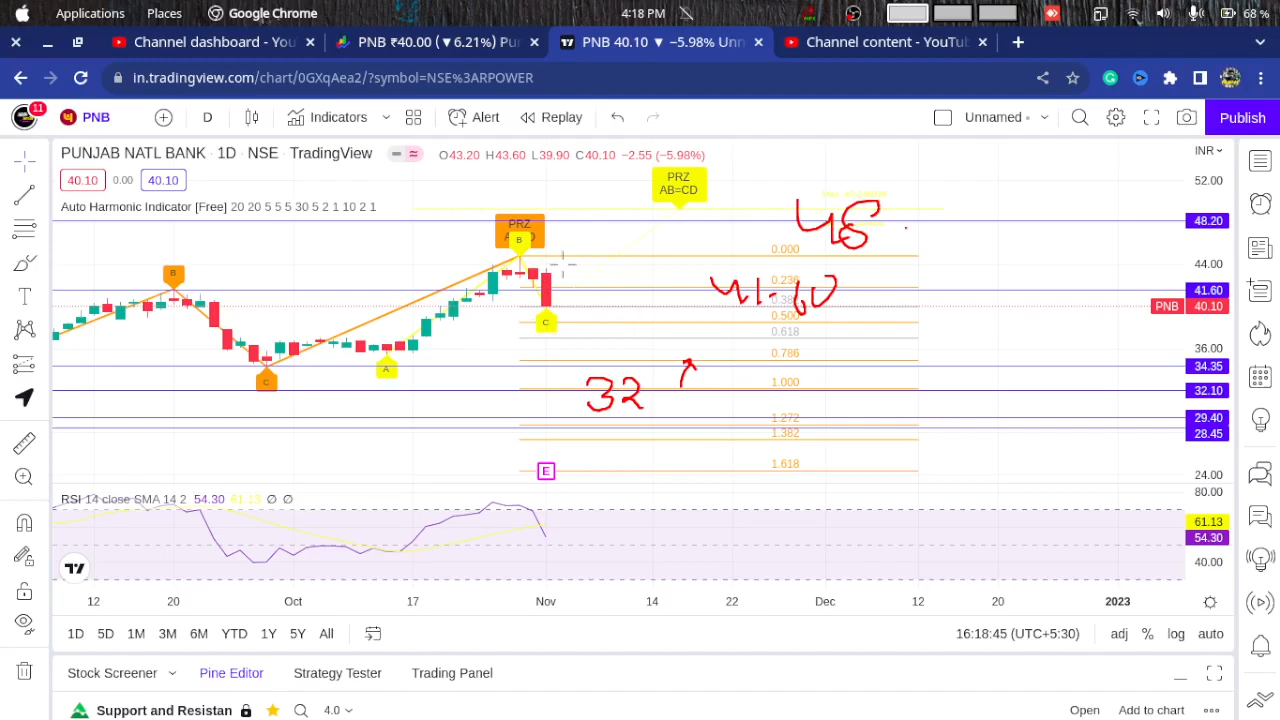 Applications Places Google Chrome 4:18 PM 68 %
Channel dashboard - You
PNB ₹40.00 (▼6.21%) Pu
PNB 40.10 ▼ −5.98% Unn
Channel content - YouTub
in.tradingview.com/chart/0GXqAea2/?symbol=NSE%3ARPOWER
11 PNB D Indicators Alert Replay Unnamed Publish
PUNJAB NATL BANK · 1D · NSE · TradingView O43.20 H43.60 L39.90 C40.10 −2.55 (−5.98%) INR
40.10 0.00 40.10
Auto Harmonic Indicator [Free] 20 20 5 5 5 30 5 2 1 10 2 1
PRZ
AB=CD
52.00
48.20
48
PRZ
B
0.000
44.00
B
0.236
41-60
41.60
PNB 40.10
0.500
C
0.618
36.00
0.786
A
34.35
C
1.000
32
32.10
1.272
29.40
1.382
28.45
1.618
E
24.00
RSI 14 close SMA 14 2 54.30 61.13 ∅ ∅
80.00
61.13
54.30
40.00
12 20 Oct 17 Nov 14 22 Dec 12 20 2023
1D 5D 1M 3M 6M YTD 1Y 5Y All 16:18:45 (UTC+5:30) adj % log auto
Stock Screener Pine Editor Strategy Tester Trading Panel
Support and Resistan 4.0 Open Add to chart